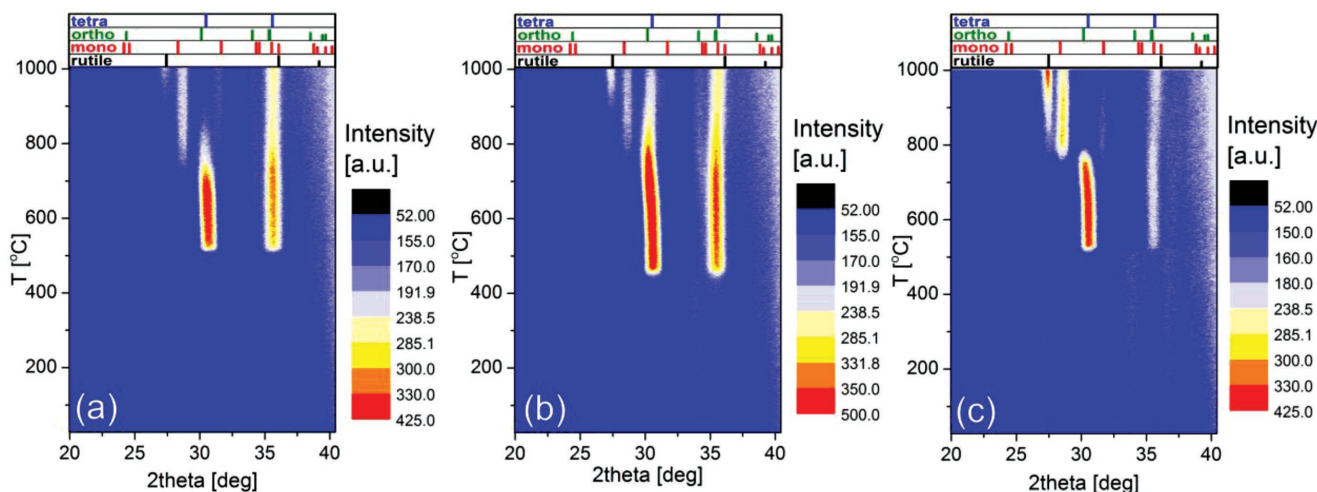 tetra
ortho
mono
rutile
1000
800
600
400
200
T [°C]
20 25 30 35 40
2theta [deg]
(a)
Intensity
[a.u.]
52.00
155.0
170.0
191.9
238.5
285.1
300.0
330.0
425.0
tetra
ortho
mono
rutile
1000
800
600
400
200
T [°C]
20 25 30 35 40
2theta [deg]
(b)
Intensity
[a.u.]
52.00
155.0
170.0
191.9
238.5
285.1
331.8
350.0
500.0
tetra
ortho
mono
rutile
1000
800
600
400
200
T [°C]
20 25 30 35 40
2theta [deg]
(c)
Intensity
[a.u.]
52.00
155.0
160.0
180.0
238.5
285.1
300.0
330.0
425.0